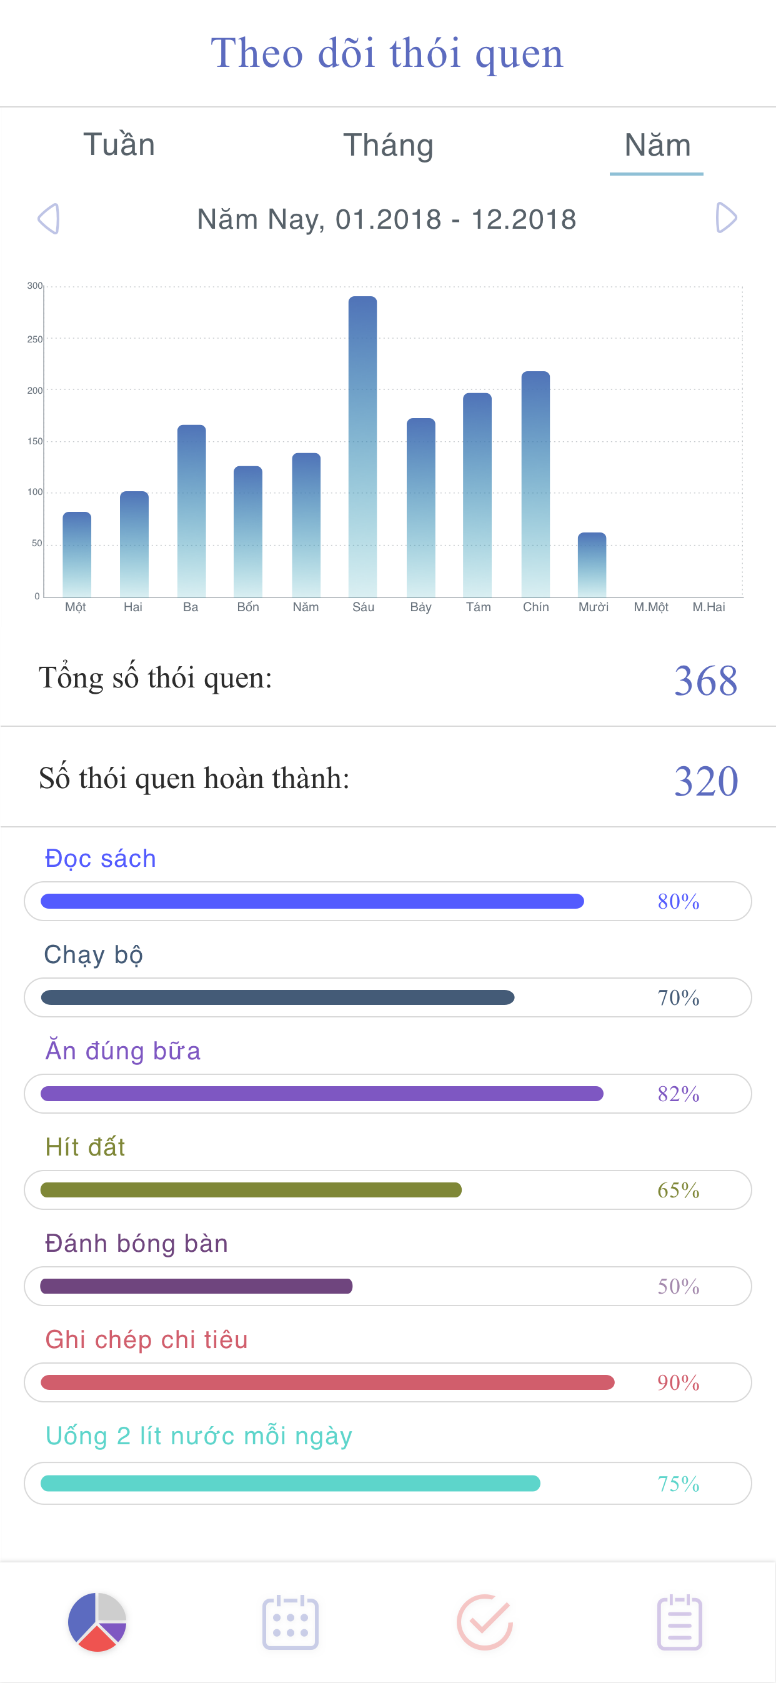 Theo dõi thói quen
Tuần Tháng Năm
Năm Nay, 01.2018 - 12.2018
300
250
200
150
100
50
0
Một Hai Ba Bốn Năm Sáu Bảy Tám Chín Mười M.Một M.Hai
Tổng số thói quen: 368
Số thói quen hoàn thành: 320
Đọc sách
80%
Chạy bộ
70%
Ăn đúng bữa
82%
Hít đất
65%
Đánh bóng bàn
50%
Ghi chép chi tiêu
90%
Uống 2 lít nước mỗi ngày
75%